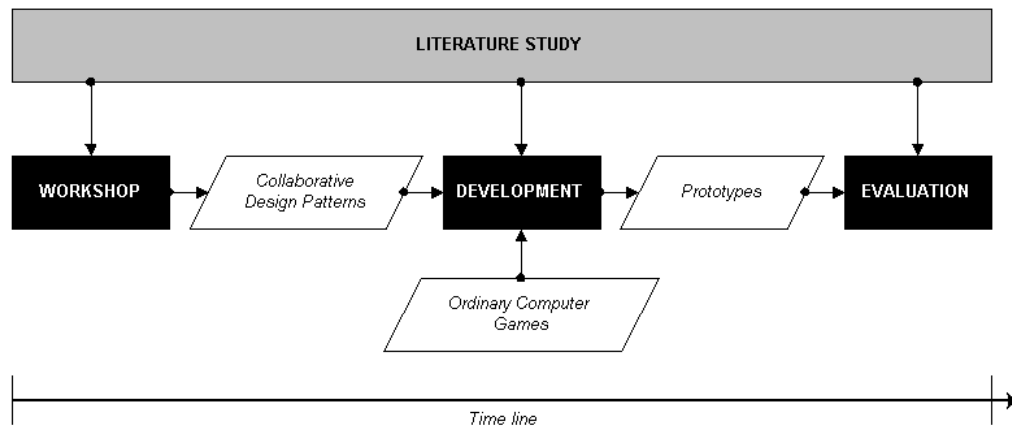 LITERATURE STUDY
WORKSHOP
Collaborative
Design Patterns
DEVELOPMENT
Prototypes
EVALUATION
Ordinary Computer
Games
Time line